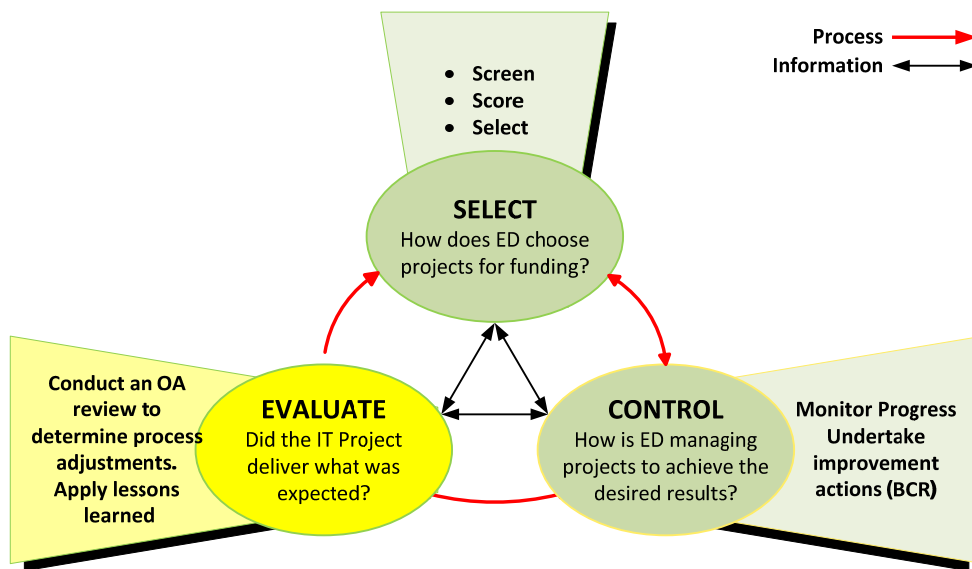 Process
Information
• Screen
• Score
• Select
SELECT
How does ED choose
projects for funding?
Conduct an OA
review to
determine process
adjustments.
Apply lessons
learned
EVALUATE
Did the IT Project
deliver what was
expected?
CONTROL
How is ED managing
projects to achieve the
desired results?
Monitor Progress
Undertake
improvement
actions (BCR)